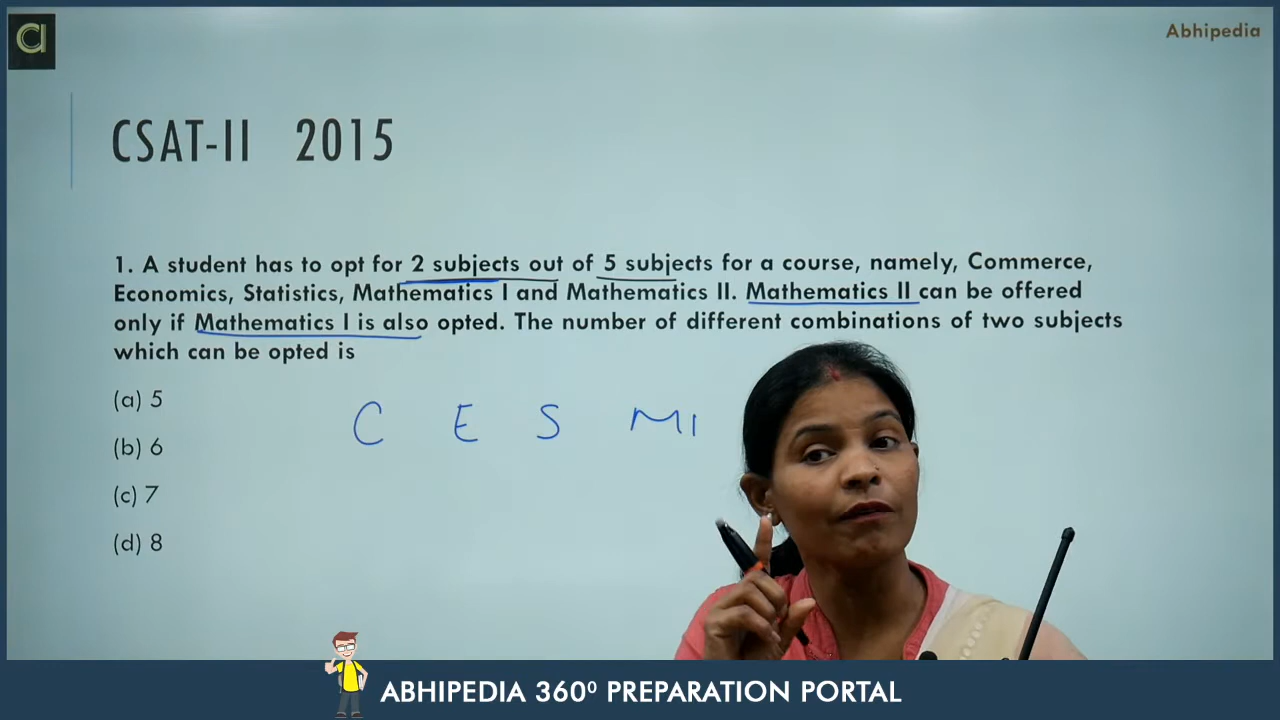 Abhipedia
CSAT-II 2015
1. A student has to opt for 2 subjects out of 5 subjects for a course, namely, Commerce,
Economics, Statistics, Mathematics I and Mathematics II. Mathematics II can be offered
only if Mathematics I is also opted. The number of different combinations of two subjects
which can be opted is
(a) 5
(b) 6
(c) 7
(d) 8
C E S M1
ABHIPEDIA 360⁰ PREPARATION PORTAL